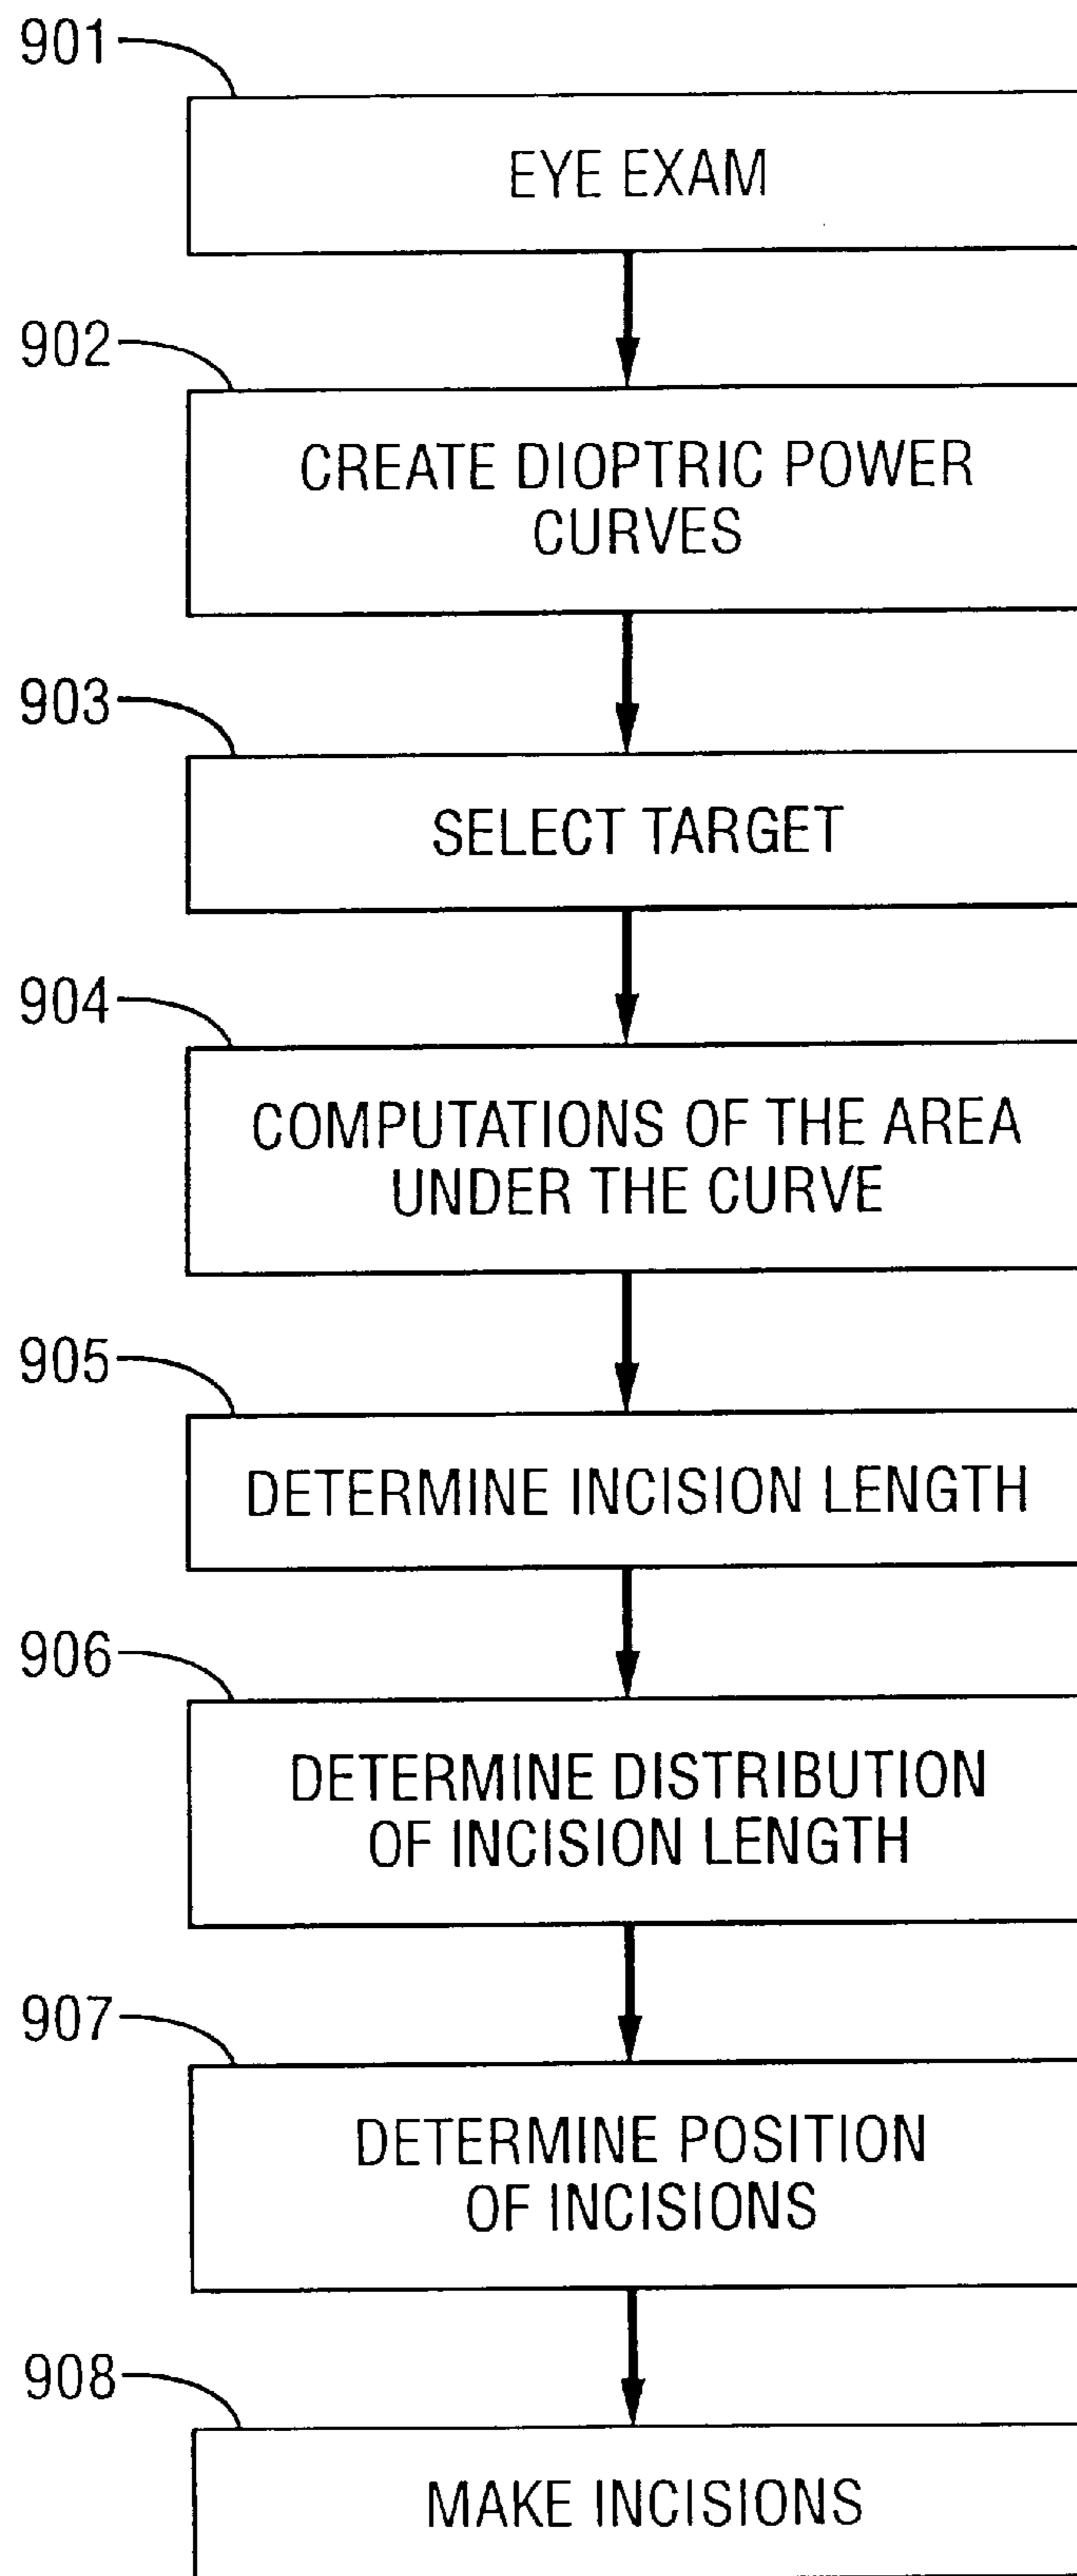 901
EYE EXAM
902
CREATE DIOPTRIC POWER
CURVES
903
SELECT TARGET
904
COMPUTATIONS OF THE AREA
UNDER THE CURVE
905
DETERMINE INCISION LENGTH
906
DETERMINE DISTRIBUTION
OF INCISION LENGTH
907
DETERMINE POSITION
OF INCISIONS
908
MAKE INCISIONS